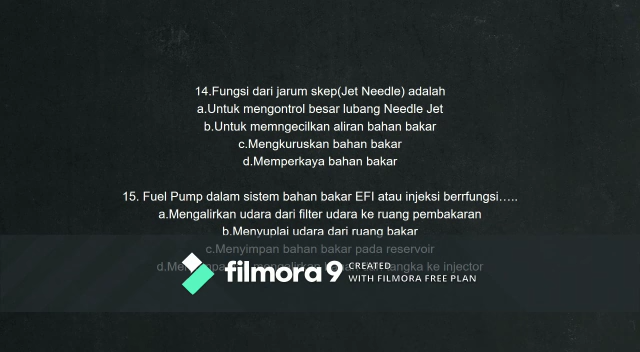 14.Fungsi dari jarum skep(Jet Needle) adalah
a.Untuk mengontrol besar lubang Needle Jet
b.Untuk memngecilkan aliran bahan bakar
c.Mengkuruskan bahan bakar
d.Memperkaya bahan bakar
15. Fuel Pump dalam sistem bahan bakar EFI atau injeksi berrfungsi…..
a.Mengalirkan udara dari filter udara ke ruang pembakaran
b.Menyuplai udara dari ruang bakar
c.Menyimpan bahan bakar pada reservoir
ke injector
filmora9 CREATED
WITH FILMORA FREE PLAN